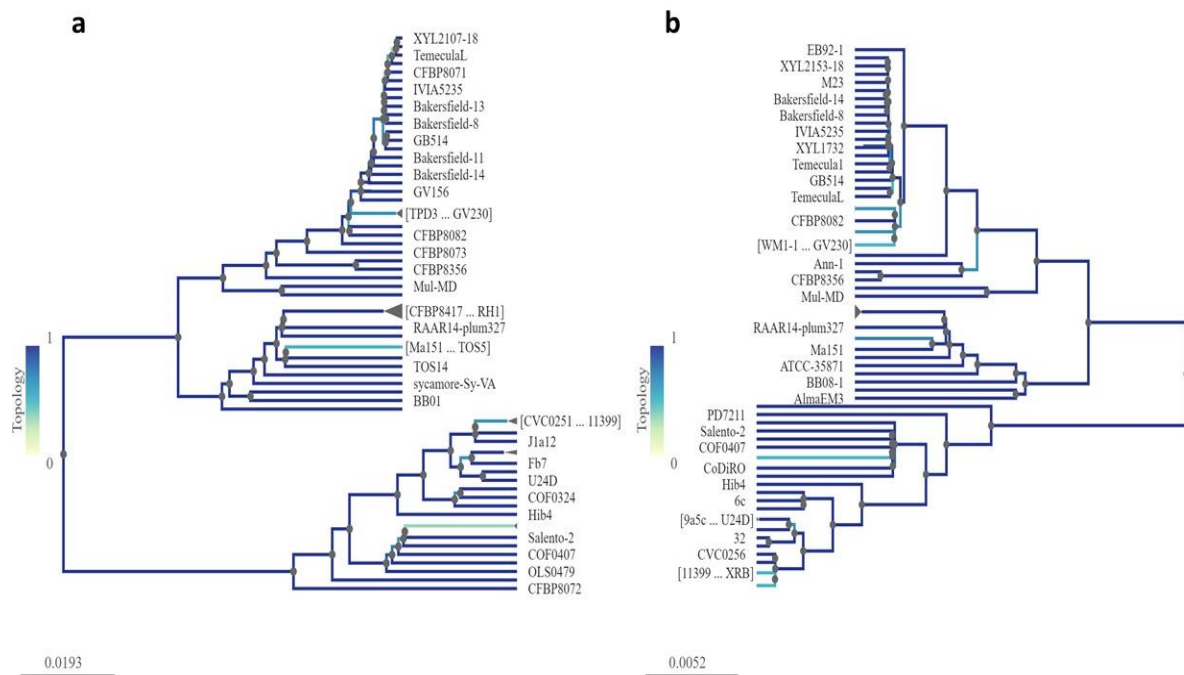 a
XYL2107-18
TemeculaL
CFBP8071
IVIA5235
Bakersfield-13
Bakersfield-8
GB514
Bakersfield-11
Bakersfield-14
GV156
[TPD3 ... GV230]
CFBP8082
CFBP8073
CFBP8356
Mul-MD
[CFBP8417 ... RH1]
RAAR14-plum327
[Ma151 ... TOS5]
TOS14
sycamore-Sy-VA
BB01
[CVC0251 ... 11399]
J1a12
Fb7
U24D
COF0324
Hib4
Salento-2
COF0407
OLS0479
CFBP8072
1
Topology
0
0.0193
b
EB92-1
XYL2153-18
M23
Bakersfield-14
Bakersfield-8
IVIA5235
XYL1732
Temecula1
GB514
TemeculaL
CFBP8082
[WM1-1 ... GV230]
Ann-1
CFBP8356
Mul-MD
RAAR14-plum327
Ma151
ATCC-35871
BB08-1
AlmaEM3
PD7211
Salento-2
COF0407
CoDiRO
Hib4
6c
[9a5c ... U24D]
32
CVC0256
[11399 ... XRB]
1
Topology
0
0.0052